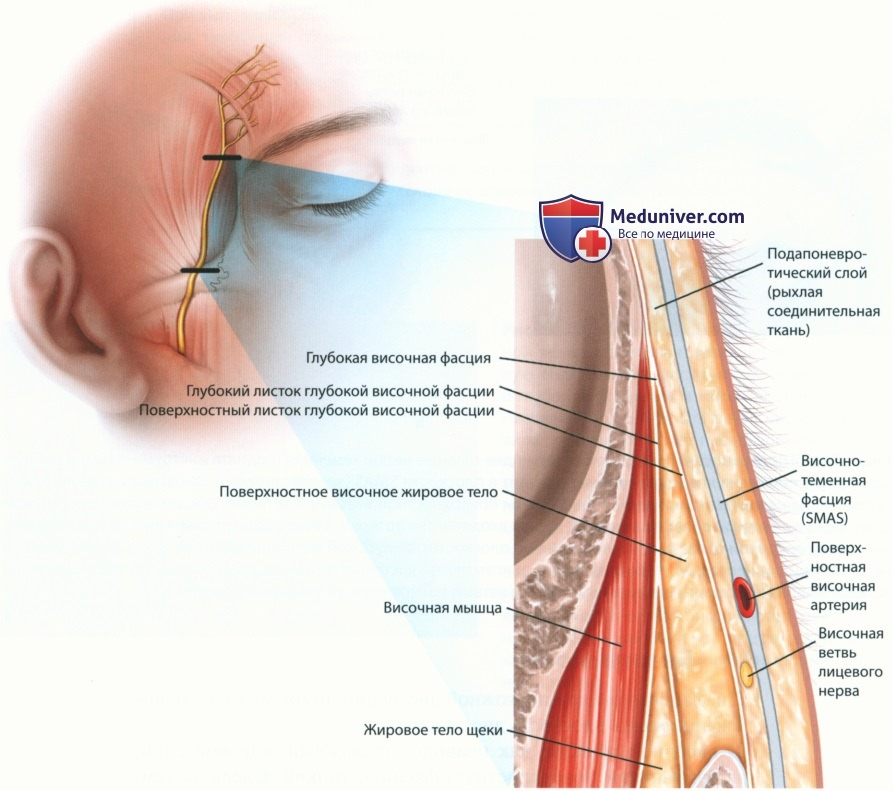 Meduniver.com
Все по медицине
Подапоневро-
тический слой
(рыхлая
соединительная
ткань)
Глубокая височная фасция
Глубокий листок глубокой височной фасции
Поверхностный листок глубокой височной фасции
Височно-
теменная
фасция
(SMAS)
Поверхностное височное жировое тело
Поверх-
ностная
височная
артерия
Височная мышца
Височная
ветвь
лицевого
нерва
Жировое тело щеки